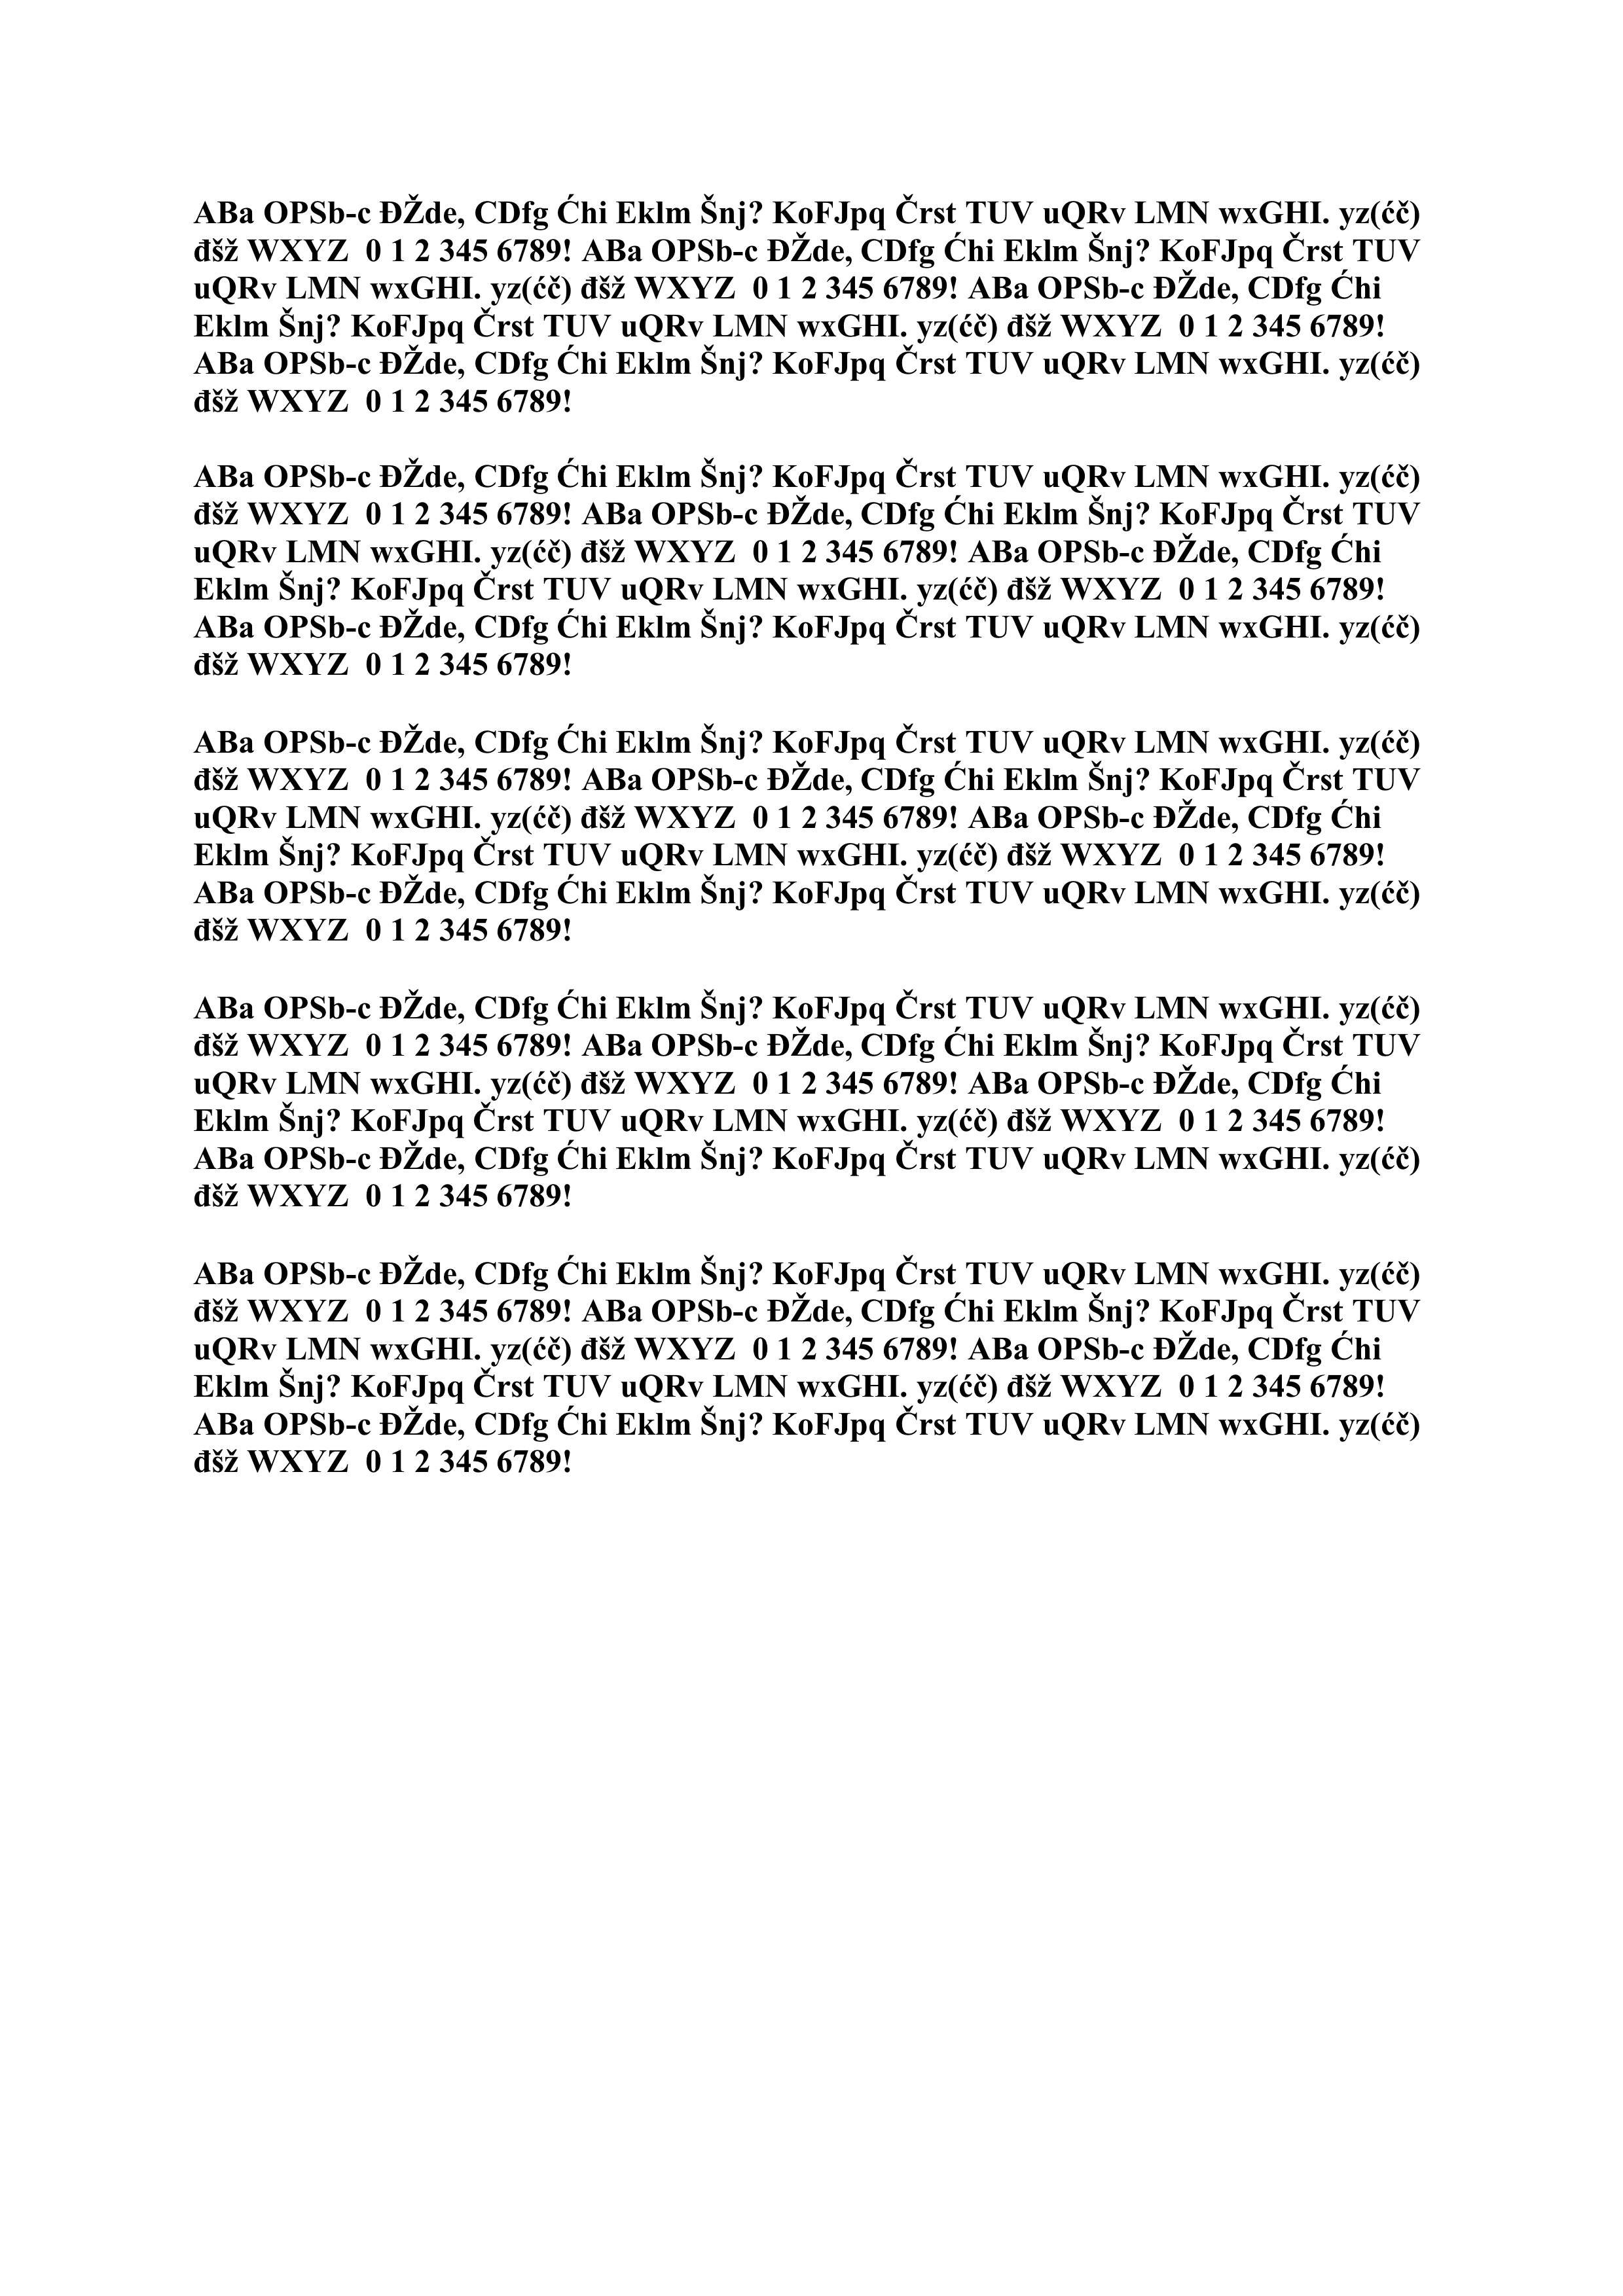 ABa OPSb-c ĐŽde, CDfg Ćhi Eklm Šnj? KoFJpq Črst TUV uQRv LMN wxGHI. yz(ćč)
đšž WXYZ  0 1 2 345 6789! ABa OPSb-c ĐŽde, CDfg Ćhi Eklm Šnj? KoFJpq Črst TUV
uQRv LMN wxGHI. yz(ćč) đšž WXYZ  0 1 2 345 6789! ABa OPSb-c ĐŽde, CDfg Ćhi
Eklm Šnj? KoFJpq Črst TUV uQRv LMN wxGHI. yz(ćč) đšž WXYZ  0 1 2 345 6789!
ABa OPSb-c ĐŽde, CDfg Ćhi Eklm Šnj? KoFJpq Črst TUV uQRv LMN wxGHI. yz(ćč)
đšž WXYZ  0 1 2 345 6789!

ABa OPSb-c ĐŽde, CDfg Ćhi Eklm Šnj? KoFJpq Črst TUV uQRv LMN wxGHI. yz(ćč)
đšž WXYZ  0 1 2 345 6789! ABa OPSb-c ĐŽde, CDfg Ćhi Eklm Šnj? KoFJpq Črst TUV
uQRv LMN wxGHI. yz(ćč) đšž WXYZ  0 1 2 345 6789! ABa OPSb-c ĐŽde, CDfg Ćhi
Eklm Šnj? KoFJpq Črst TUV uQRv LMN wxGHI. yz(ćč) đšž WXYZ  0 1 2 345 6789!
ABa OPSb-c ĐŽde, CDfg Ćhi Eklm Šnj? KoFJpq Črst TUV uQRv LMN wxGHI. yz(ćč)
đšž WXYZ  0 1 2 345 6789!

ABa OPSb-c ĐŽde, CDfg Ćhi Eklm Šnj? KoFJpq Črst TUV uQRv LMN wxGHI. yz(ćč)
đšž WXYZ  0 1 2 345 6789! ABa OPSb-c ĐŽde, CDfg Ćhi Eklm Šnj? KoFJpq Črst TUV
uQRv LMN wxGHI. yz(ćč) đšž WXYZ  0 1 2 345 6789! ABa OPSb-c ĐŽde, CDfg Ćhi
Eklm Šnj? KoFJpq Črst TUV uQRv LMN wxGHI. yz(ćč) đšž WXYZ  0 1 2 345 6789!
ABa OPSb-c ĐŽde, CDfg Ćhi Eklm Šnj? KoFJpq Črst TUV uQRv LMN wxGHI. yz(ćč)
đšž WXYZ  0 1 2 345 6789!

ABa OPSb-c ĐŽde, CDfg Ćhi Eklm Šnj? KoFJpq Črst TUV uQRv LMN wxGHI. yz(ćč)
đšž WXYZ  0 1 2 345 6789! ABa OPSb-c ĐŽde, CDfg Ćhi Eklm Šnj? KoFJpq Črst TUV
uQRv LMN wxGHI. yz(ćč) đšž WXYZ  0 1 2 345 6789! ABa OPSb-c ĐŽde, CDfg Ćhi
Eklm Šnj? KoFJpq Črst TUV uQRv LMN wxGHI. yz(ćč) đšž WXYZ  0 1 2 345 6789!
ABa OPSb-c ĐŽde, CDfg Ćhi Eklm Šnj? KoFJpq Črst TUV uQRv LMN wxGHI. yz(ćč)
đšž WXYZ  0 1 2 345 6789!

ABa OPSb-c ĐŽde, CDfg Ćhi Eklm Šnj? KoFJpq Črst TUV uQRv LMN wxGHI. yz(ćč)
đšž WXYZ  0 1 2 345 6789! ABa OPSb-c ĐŽde, CDfg Ćhi Eklm Šnj? KoFJpq Črst TUV
uQRv LMN wxGHI. yz(ćč) đšž WXYZ  0 1 2 345 6789! ABa OPSb-c ĐŽde, CDfg Ćhi
Eklm Šnj? KoFJpq Črst TUV uQRv LMN wxGHI. yz(ćč) đšž WXYZ  0 1 2 345 6789!
ABa OPSb-c ĐŽde, CDfg Ćhi Eklm Šnj? KoFJpq Črst TUV uQRv LMN wxGHI. yz(ćč)
đšž WXYZ  0 1 2 345 6789!